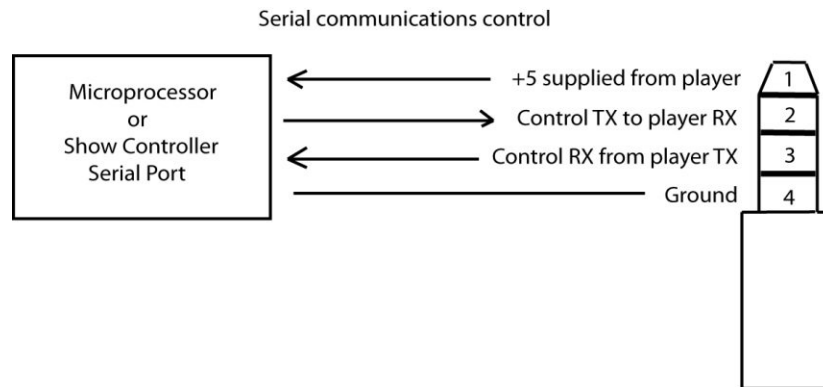 Serial communications control
Microprocessor
or
Show Controller
Serial Port
+5 supplied from player
Control TX to player RX
Control RX from player TX
Ground
1
2
3
4